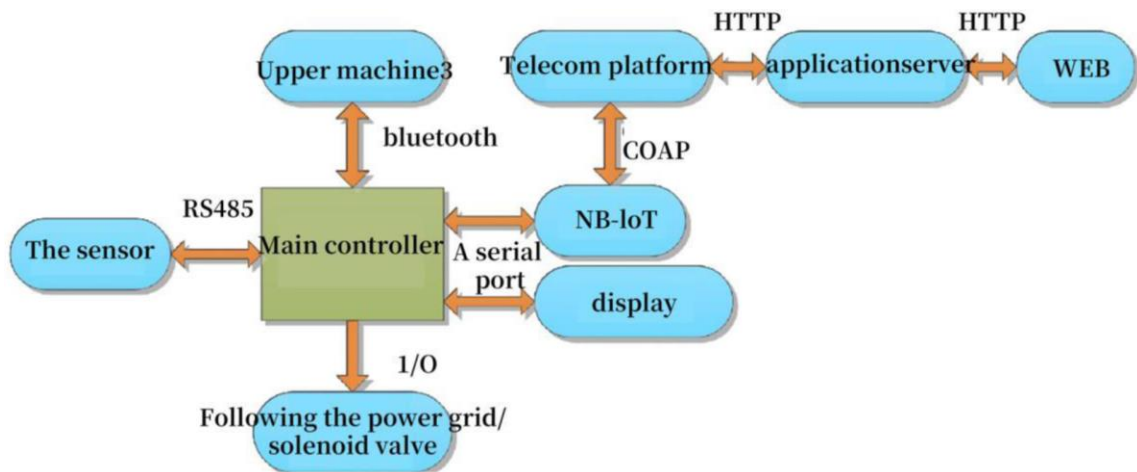 HTTP
HTTP
Upper machine3
Telecom platform
applicationserver
WEB
bluetooth
COAP
RS485
The sensor
Main controller
NB-loT
A serial
port
display
1/O
Following the power grid/
solenoid valve